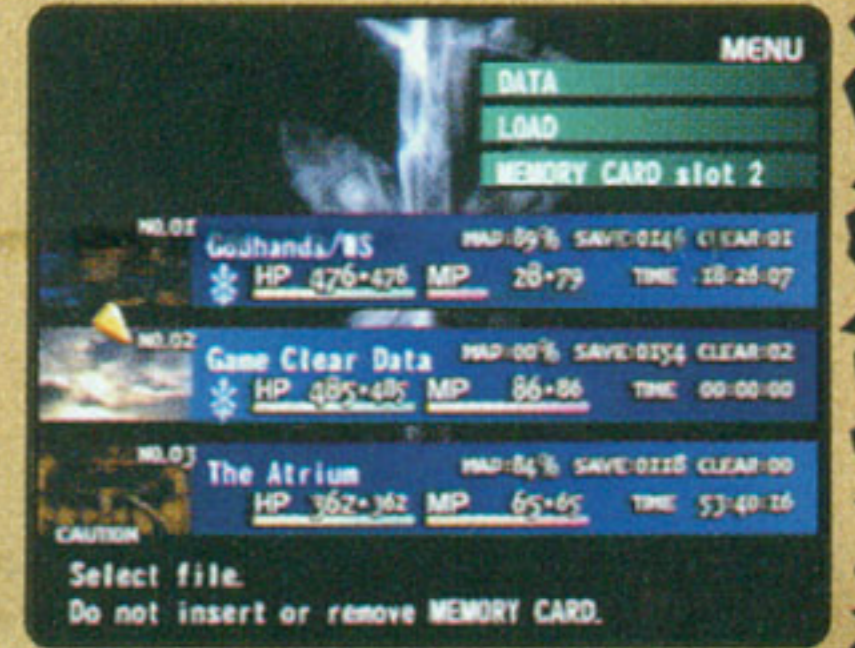 MENU
DATA
LOAD
MEMORY CARD slot 2
NO.01
Godhands/WS MAP:89% SAVE:0146 CLEAR:01
HP 476・476 MP 28・79 TIME 18:26:07
NO.02
Game Clear Data MAP:00% SAVE:0154 CLEAR:02
HP 485・485 MP 86・86 TIME 00:00:00
NO.03
The Atrium MAP:84% SAVE:0128 CLEAR:00
HP 362・362 MP 65・65 TIME 53:40:16
CAUTION
Select file.
Do not insert or remove MEMORY CARD.